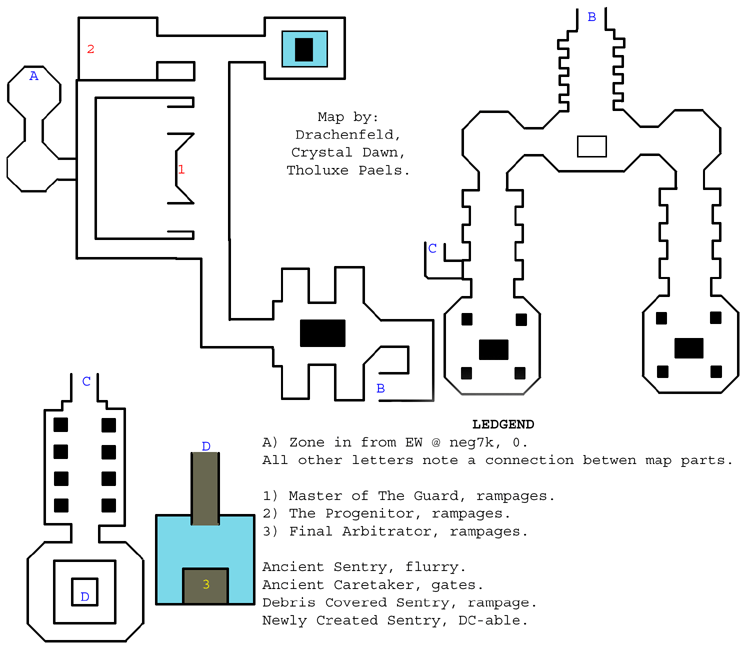 A
2
B
Map by:
Drachenfeld,
Crystal Dawn,
Tholuxe Paels.
1
C
B
C
D
D
3
LEDGEND
A) Zone in from EW @ neg7k, 0.
All other letters note a connection betwen map parts.
1) Master of The Guard, rampages.
2) The Progenitor, rampages.
3) Final Arbitrator, rampages.
Ancient Sentry, flurry.
Ancient Caretaker, gates.
Debris Covered Sentry, rampage.
Newly Created Sentry, DC-able.